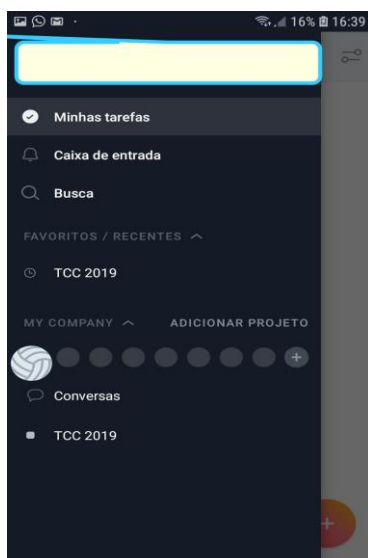 16% 16:39
Minhas tarefas
Caixa de entrada
Busca
FAVORITOS / RECENTES
TCC 2019
MY COMPANY ADICIONAR PROJETO
Conversas
TCC 2019